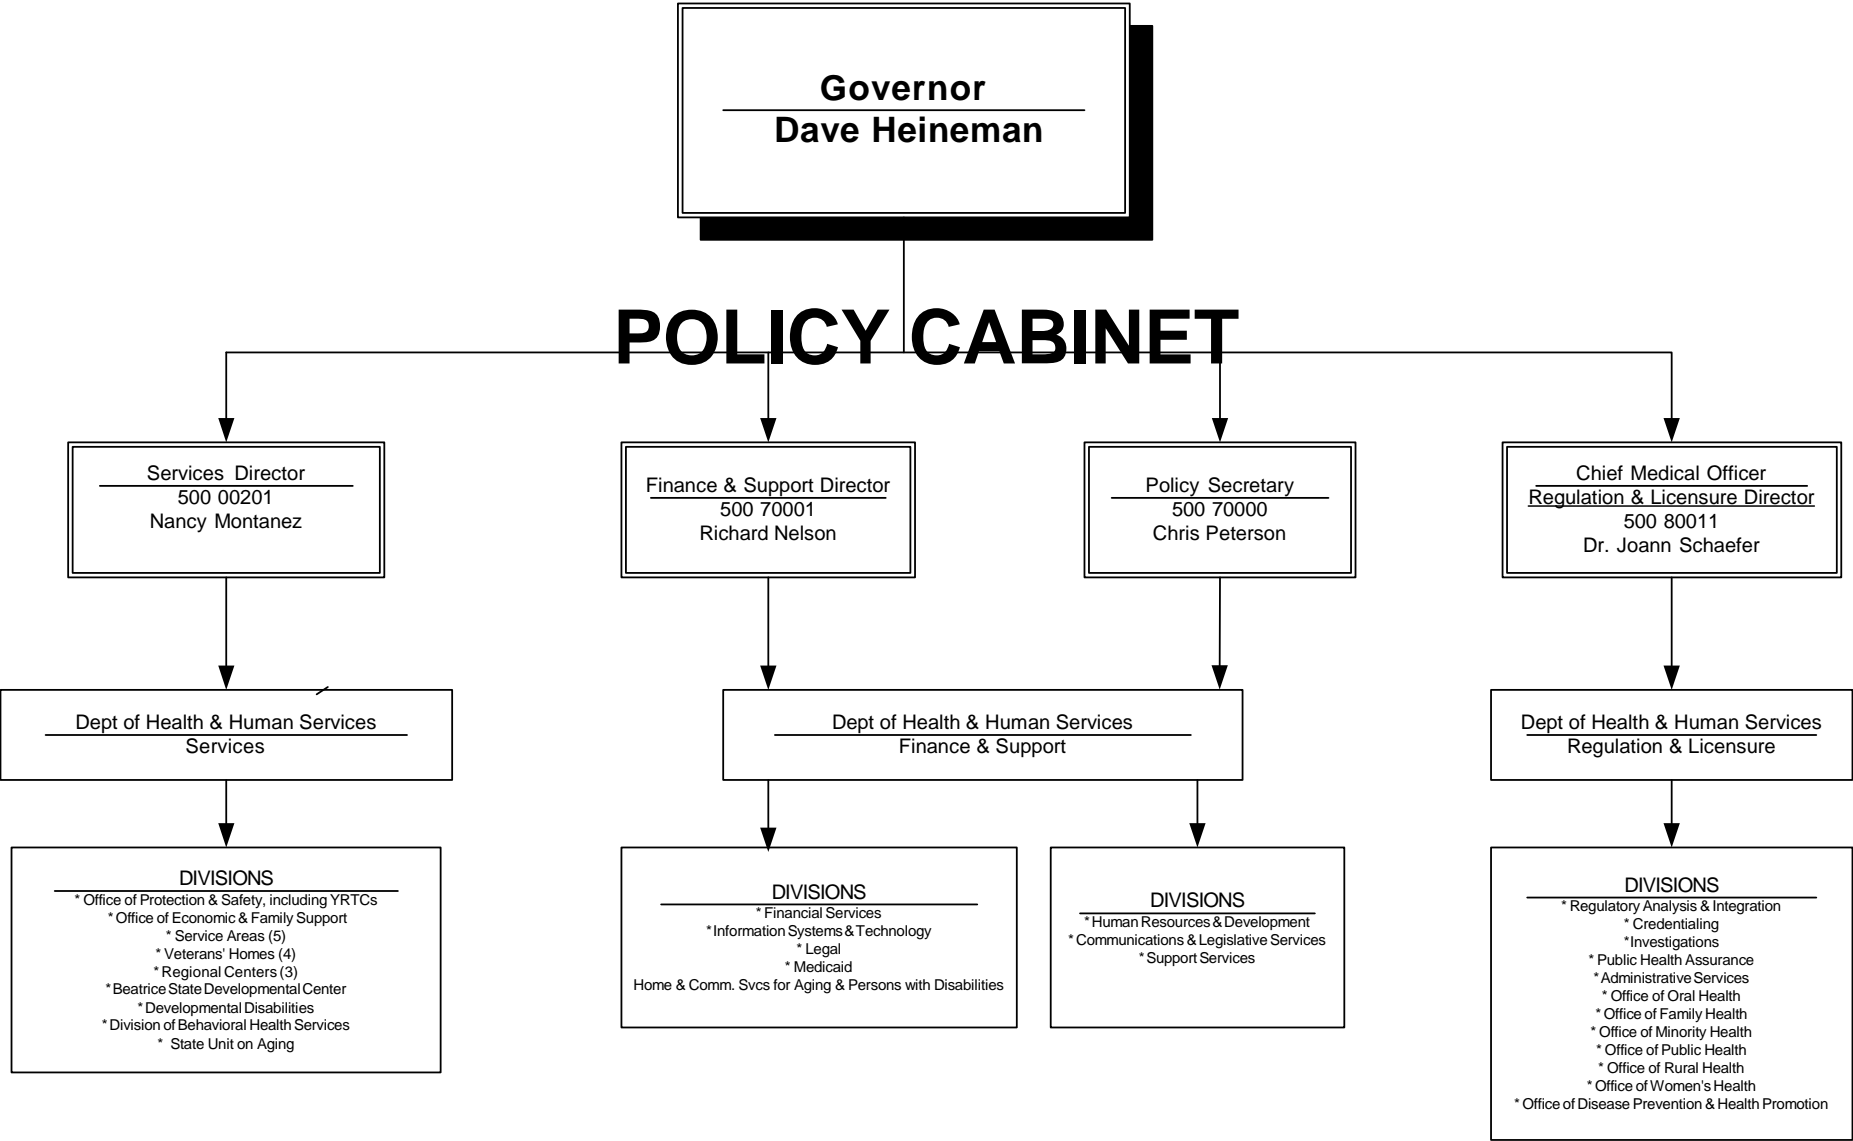 Governor
Dave Heineman
POLICY CABINET
Services Director
500 00201
Nancy Montanez
Finance & Support Director
500 70001
Richard Nelson
Policy Secretary
500 70000
Chris Peterson
Chief Medical Officer
Regulation & Licensure Director
500 80011
Dr. Joann Schaefer
Dept of Health & Human Services
Services
Dept of Health & Human Services
Finance & Support
Dept of Health & Human Services
Regulation & Licensure
DIVISIONS
* Office of Protection & Safety, including YRTCs
* Office of Economic & Family Support
* Service Areas (5)
* Veterans' Homes (4)
* Regional Centers (3)
* Beatrice State Developmental Center
* Developmental Disabilities
* Division of Behavioral Health Services
* State Unit on Aging
DIVISIONS
* Financial Services
* Information Systems & Technology
* Legal
* Medicaid
Home & Comm. Svcs for Aging & Persons with Disabilities
DIVISIONS
* Human Resources & Development
* Communications & Legislative Services
* Support Services
DIVISIONS
* Regulatory Analysis & Integration
* Credentialing
* Investigations
* Public Health Assurance
* Administrative Services
* Office of Oral Health
* Office of Family Health
* Office of Minority Health
* Office of Public Health
* Office of Rural Health
* Office of Women's Health
* Office of Disease Prevention & Health Promotion